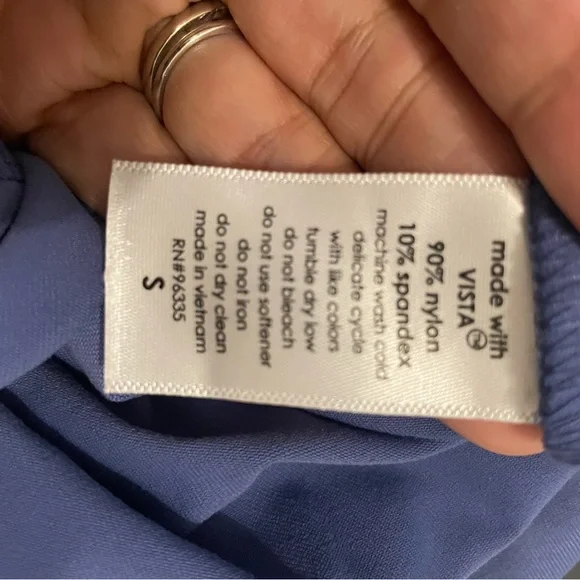 made with
VISTA™
90% nylon
10% spandex
machine wash cold
delicate cycle
with like colors
tumble dry low
do not bleach
do not use softener
do not iron
do not dry clean
made in vietnam
RN#96335
S